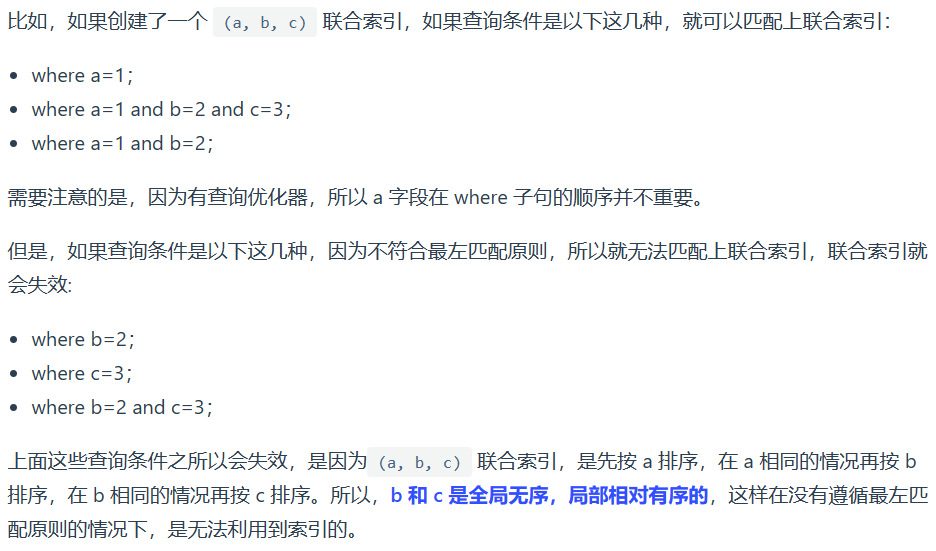 比如，如果创建了一个 (a, b, c) 联合索引，如果查询条件是以下这几种，就可以匹配上联合索引：
• where a=1；
• where a=1 and b=2 and c=3；
• where a=1 and b=2；
需要注意的是，因为有查询优化器，所以 a 字段在 where 子句的顺序并不重要。
但是，如果查询条件是以下这几种，因为不符合最左匹配原则，所以就无法匹配上联合索引，联合索引就
会失效:
• where b=2；
• where c=3；
• where b=2 and c=3；
上面这些查询条件之所以会失效，是因为 (a, b, c) 联合索引，是先按 a 排序，在 a 相同的情况再按 b
排序，在 b 相同的情况再按 c 排序。所以，b 和 c 是全局无序，局部相对有序的，这样在没有遵循最左匹
配原则的情况下，是无法利用到索引的。